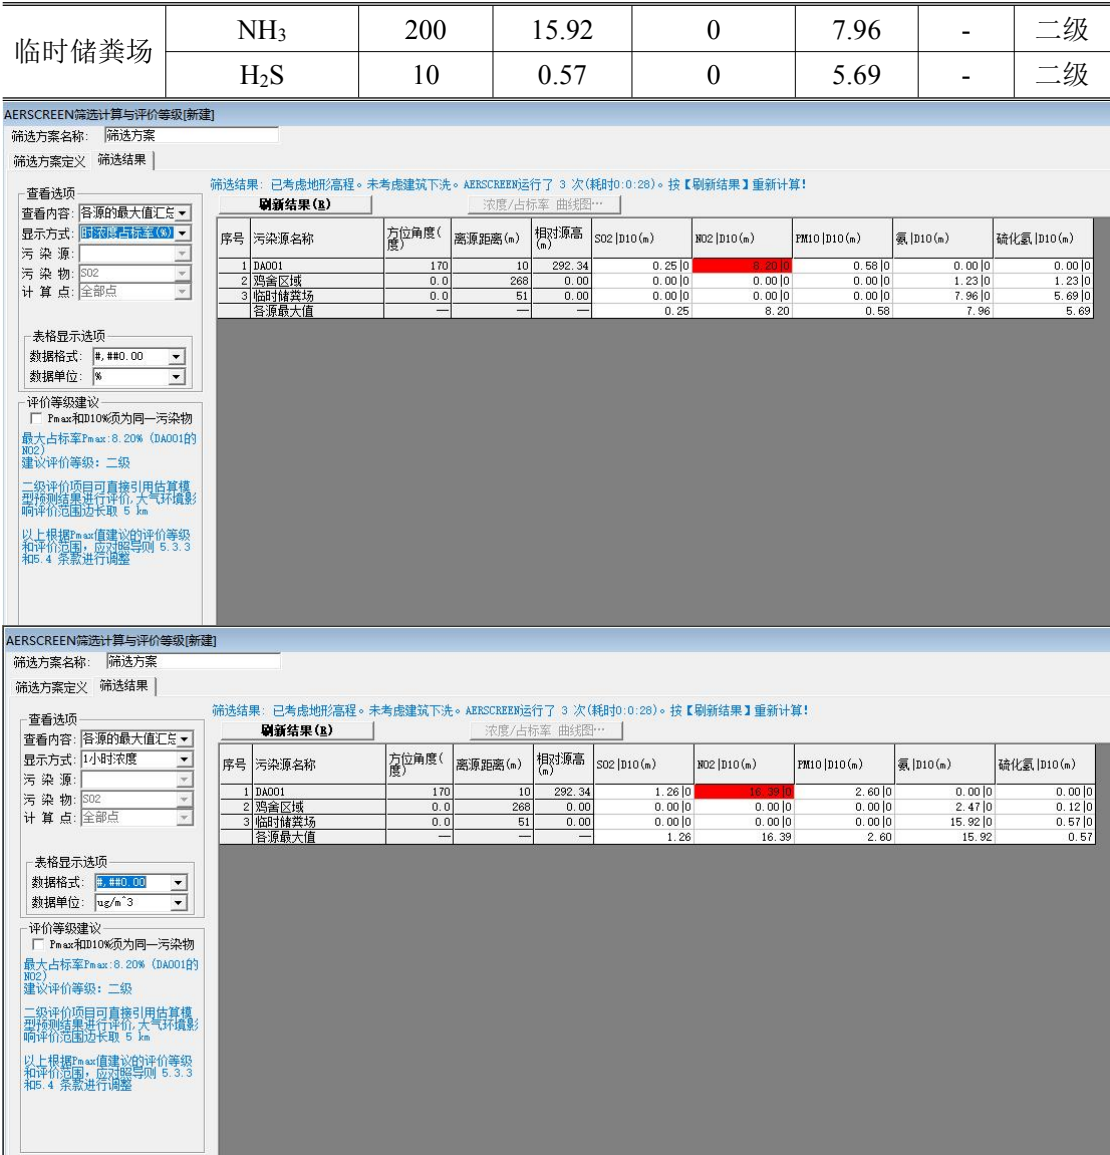 临时储粪场 NH3 200 15.92 0 7.96 - 二级
H2S 10 0.57 0 5.69 - 二级
AERSCREEN筛选计算与评价等级[新建]
筛选方案名称: 筛选方案
筛选方案定义 筛选结果
筛选结果: 已考虑地形高程。未考虑建筑下洗。AERSCREEN运行了 3 次(耗时0:0:28)。按【刷新结果】重新计算!
查看选项
查看内容: 各源的最大值汇总
显示方式: 时浓度占标率(%)
污 染 源:
污 染 物: SO2
计 算 点: 全部点
表格显示选项
数据格式: #,##0.00
数据单位: %
评价等级建议
Pmax和D10%须为同一污染物
最大占标率Pmax:8.20% (DA001的
NO2)
建议评价等级: 二级
二级评价项目可直接引用估算模
型预测结果进行评价,大气环境影
响评价范围边长取 5 km
以上根据Pmax值建议的评价等级
和评价范围, 应对照导则 5.3.3
和5.4 条款进行调整
刷新结果(R) 浓度/占标率 曲线图…
序号 污染源名称 方位角度(度) 离源距离(m) 相对源高(m) SO2|D10(m) NO2|D10(m) PM10|D10(m) 氨|D10(m) 硫化氢|D10(m)
1 DA001 170 10 292.34 0.25|0 8.20|0 0.58|0 0.00|0 0.00|0
2 鸡舍区域 0.0 268 0.00 0.00|0 0.00|0 0.00|0 1.23|0 1.23|0
3 临时储粪场 0.0 51 0.00 0.00|0 0.00|0 0.00|0 7.96|0 5.69|0
各源最大值 — — — 0.25 8.20 0.58 7.96 5.69
AERSCREEN筛选计算与评价等级[新建]
筛选方案名称: 筛选方案
筛选方案定义 筛选结果
筛选结果: 已考虑地形高程。未考虑建筑下洗。AERSCREEN运行了 3 次(耗时0:0:28)。按【刷新结果】重新计算!
查看选项
查看内容: 各源的最大值汇总
显示方式: 1小时浓度
污 染 源:
污 染 物: SO2
计 算 点: 全部点
表格显示选项
数据格式: #,##0.00
数据单位: ug/m^3
评价等级建议
Pmax和D10%须为同一污染物
最大占标率Pmax:8.20% (DA001的
NO2)
建议评价等级: 二级
二级评价项目可直接引用估算模
型预测结果进行评价,大气环境影
响评价范围边长取 5 km
以上根据Pmax值建议的评价等级
和评价范围, 应对照导则 5.3.3
和5.4 条款进行调整
刷新结果(R) 浓度/占标率 曲线图…
序号 污染源名称 方位角度(度) 离源距离(m) 相对源高(m) SO2|D10(m) NO2|D10(m) PM10|D10(m) 氨|D10(m) 硫化氢|D10(m)
1 DA001 170 10 292.34 1.26|0 16.39|0 2.60|0 0.00|0 0.00|0
2 鸡舍区域 0.0 268 0.00 0.00|0 0.00|0 0.00|0 2.47|0 0.12|0
3 临时储粪场 0.0 51 0.00 0.00|0 0.00|0 0.00|0 15.92|0 0.57|0
各源最大值 — — — 1.26 16.39 2.60 15.92 0.57